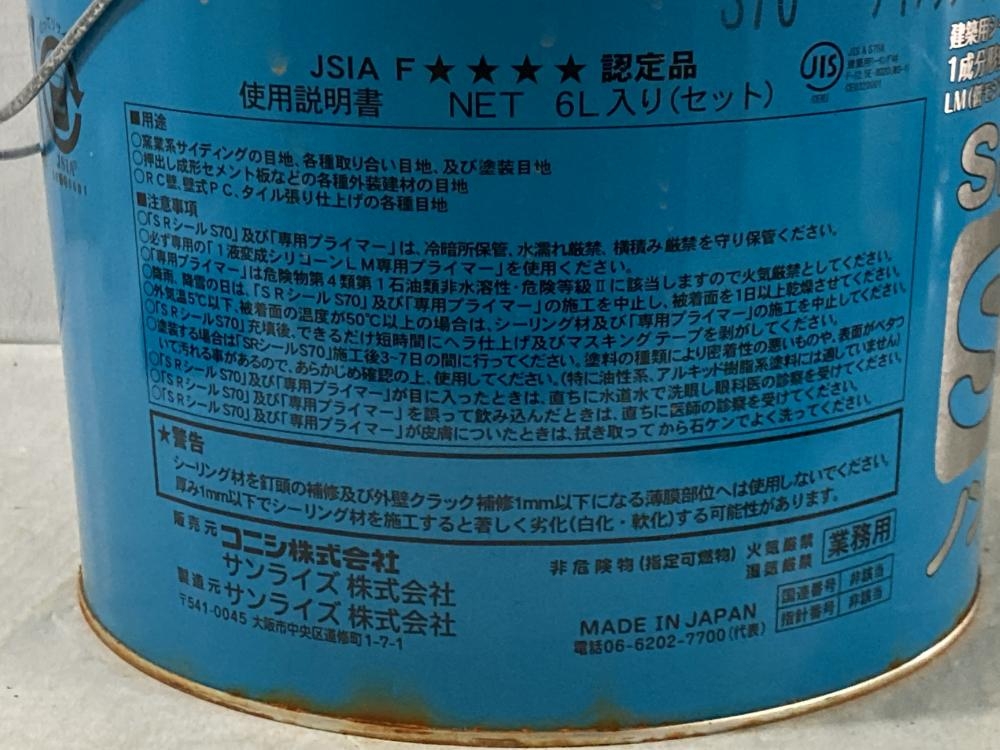 S70
JSIA F★★★★ 認定品
JIS
JIS A 5758
使用説明書 NET 6L入り(セット)
建築用シ
1成分
LM(
JSIA
■用途
○窯業系サイディングの目地、各種取り合い目地、及び塗装目地
○押出し成形セメント板などの各種外装建材の目地
○RC壁、壁式PC、タイル張り仕上げの各種目地
■注意事項
○「SRシールS70」及び「専用プライマー」は、冷暗所保管、水濡れ厳禁、横積み厳禁を守り保管ください。
○必ず専用の「1液変成シリコーンLM専用プライマー」を使用ください。
○「専用プライマー」は危険物第4類第1石油類非水溶性・危険等級Ⅱに該当しますので火気厳禁としてください。
○降雨、降雪の日は、「SRシールS70」及び「専用プライマー」の施工を中止し、被着面を1日以上乾燥させてください。
○外気温5℃以下、被着面の温度が50℃以上の場合は、シーリング材及び「専用プライマー」の施工を中止してください。
○「SRシールS70」充填後、できるだけ短時間にヘラ仕上げ及びマスキングテープを剥がしてください。
○塗装する場合は「SRシールS70」施工後3~7日の間に行ってください。塗料の種類により密着性の悪いものや、表面がベタつ
いて汚れる事があるので、あらかじめ確認の上、使用してください。(特に油性系、アルキッド樹脂系塗料には適していません)
○「SRシールS70」及び「専用プライマー」が目に入ったときは、直ちに水道水で洗眼し眼科医の診察を受けてください。
○「SRシールS70」及び「専用プライマー」を誤って飲み込んだときは、直ちに医師の診察を受けてください。
○「SRシールS70」及び「専用プライマー」が皮膚についたときは、拭き取ってから石ケンでよく洗ってください。
★警告
シーリング材を釘頭の補修及び外壁クラック補修1mm以下になる薄膜部位へは使用しないでください。
厚み1mm以下でシーリング材を施工すると著しく劣化(白化・軟化)する可能性があります。
販売元 コニシ株式会社
サンライズ株式会社
製造元 サンライズ株式会社
〒541-0045 大阪市中央区道修町1-7-1
非危険物(指定可燃物) 火気厳禁
湿気厳禁
業務用
国連番号 非該当
指針番号 非該当
MADE IN JAPAN
電話06-6202-7700(代表)